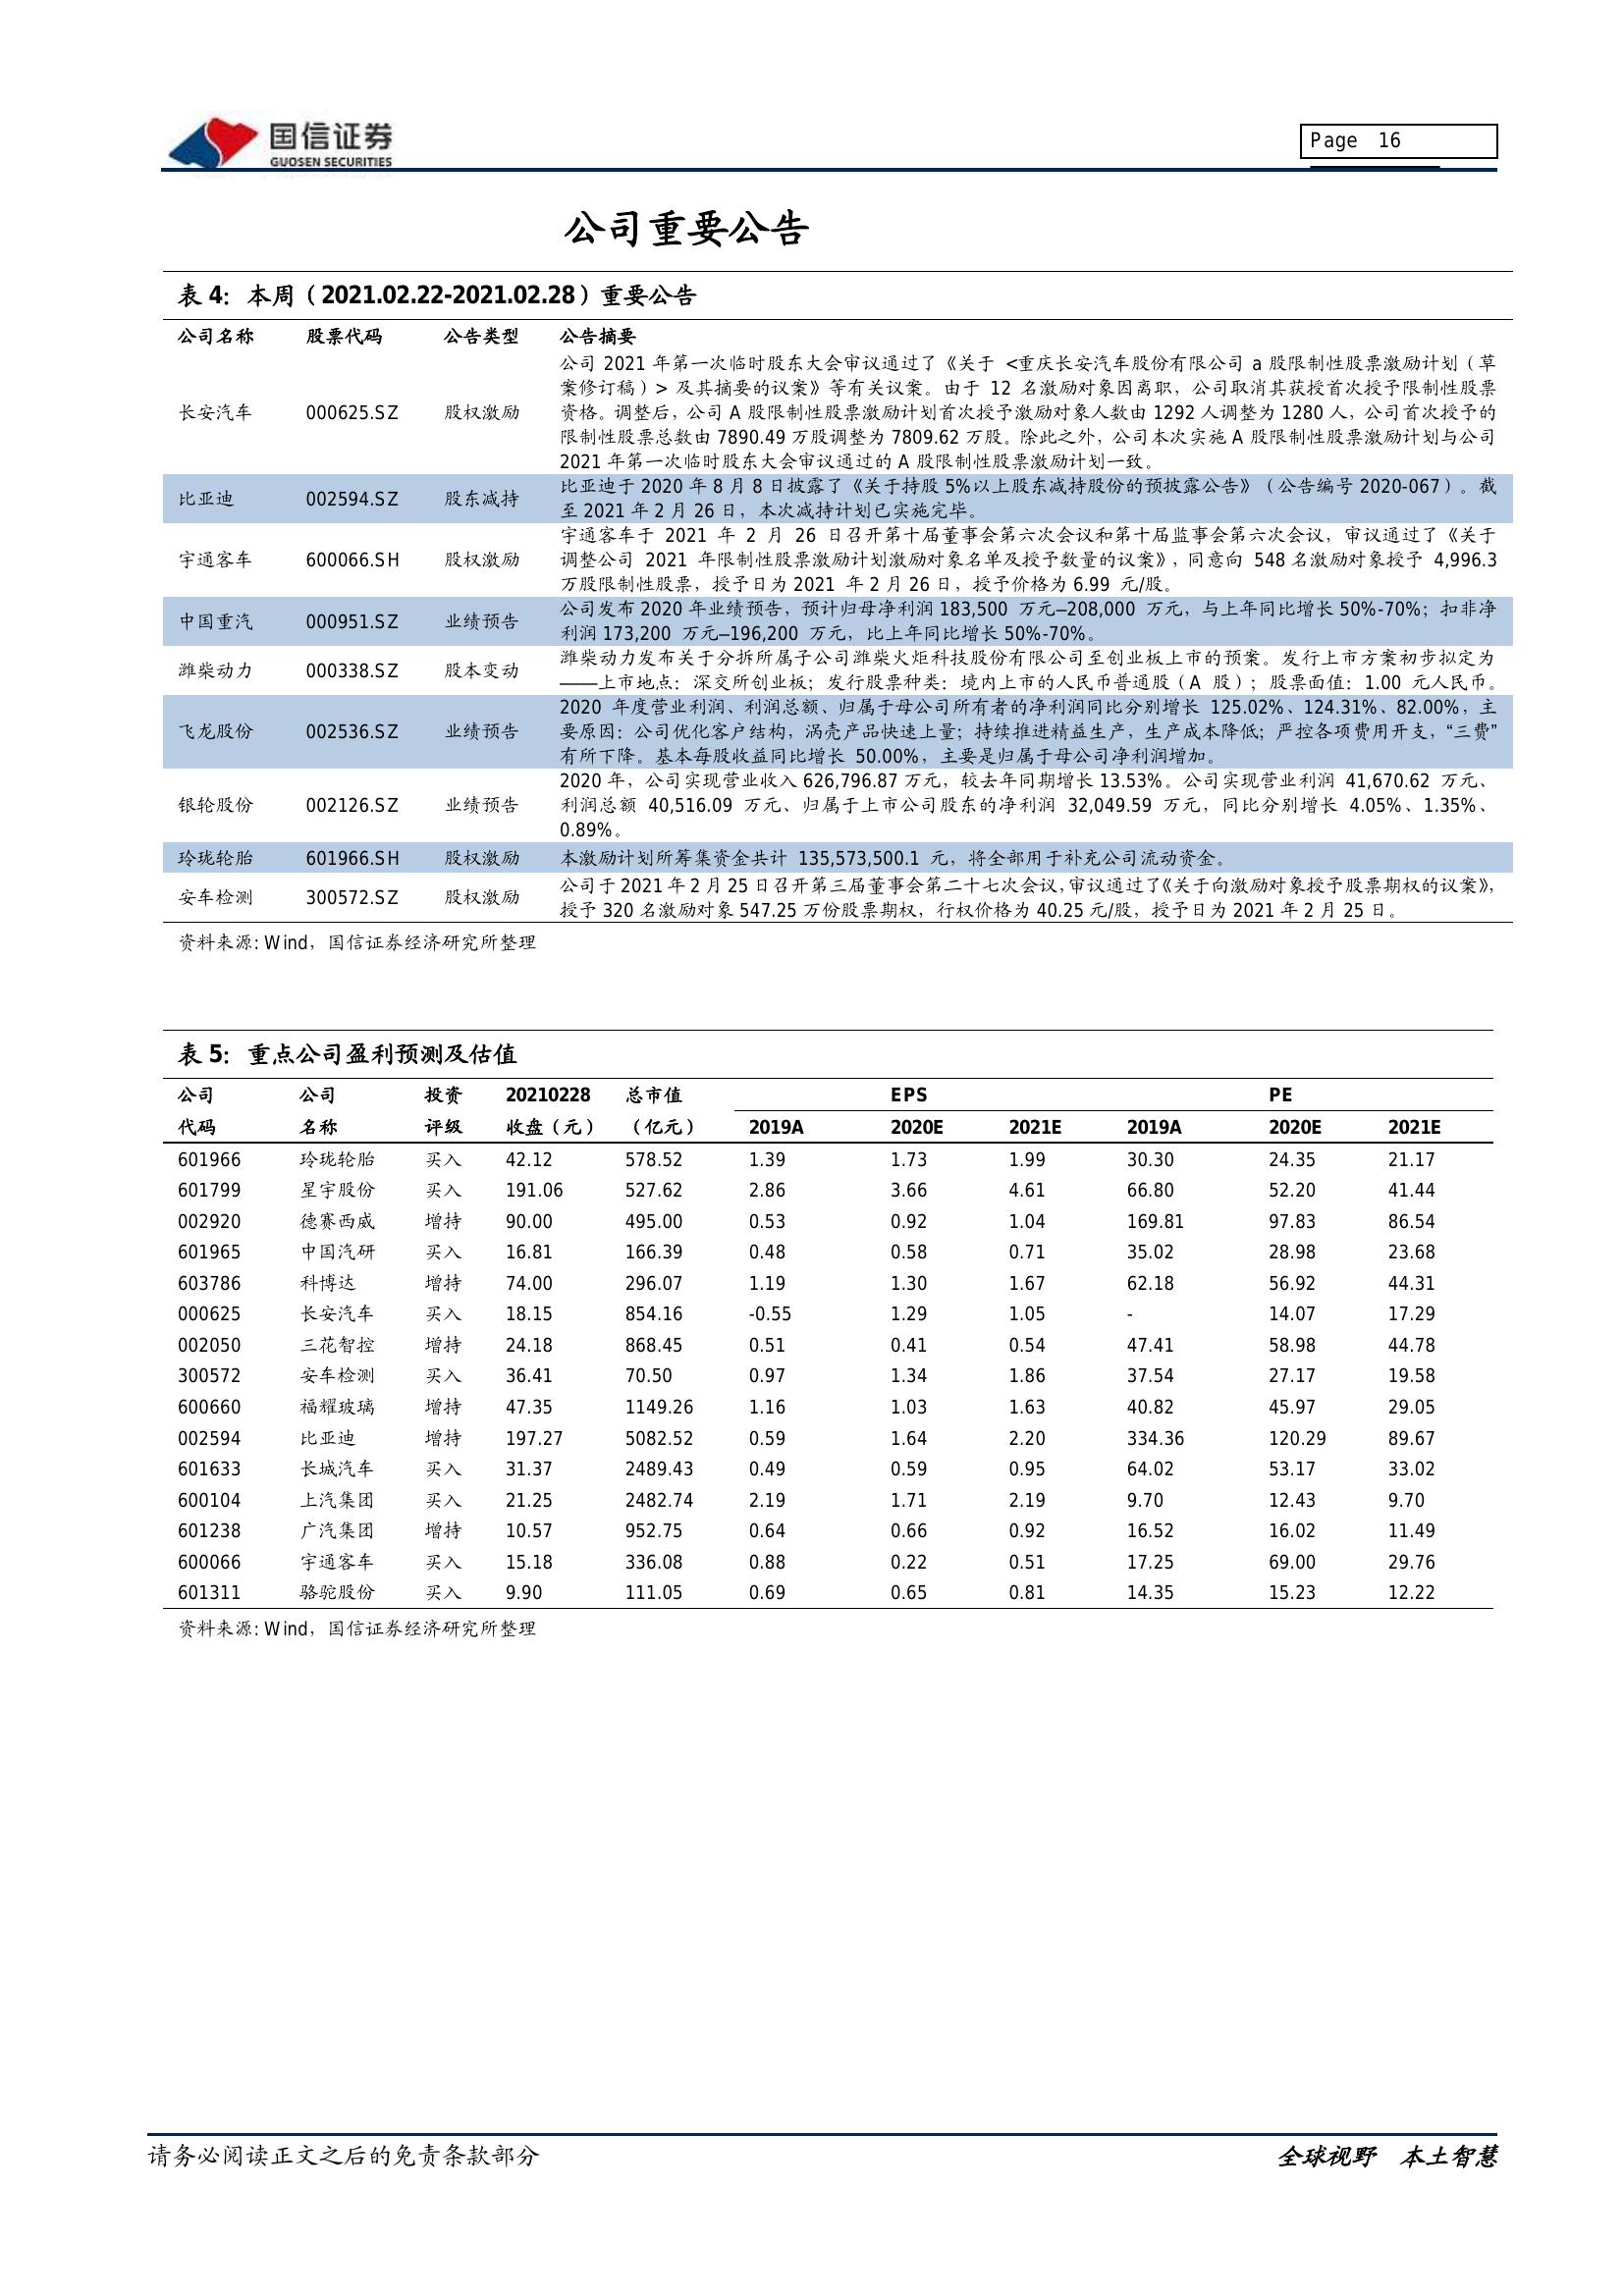 国信证券
GUOSEN SECURITIES
Page 16
公司重要公告
表 4：本周（2021.02.22-2021.02.28）重要公告
公司名称 股票代码 公告类型 公告摘要
长安汽车 000625.SZ 股权激励
公司 2021 年第一次临时股东大会审议通过了《关于 <重庆长安汽车股份有限公司 a 股限制性股票激励计划（草
案修订稿）> 及其摘要的议案》等有关议案。由于 12 名激励对象因离职，公司取消其获授首次授予限制性股票
资格。调整后，公司 A 股限制性股票激励计划首次授予激励对象人数由 1292 人调整为 1280 人，公司首次授予的
限制性股票总数由 7890.49 万股调整为 7809.62 万股。除此之外，公司本次实施 A 股限制性股票激励计划与公司
2021 年第一次临时股东大会审议通过的 A 股限制性股票激励计划一致。
比亚迪 002594.SZ 股东减持
比亚迪于 2020 年 8 月 8 日披露了《关于持股 5%以上股东减持股份的预披露公告》（公告编号 2020-067）。截
至 2021 年 2 月 26 日，本次减持计划已实施完毕。
宇通客车 600066.SH 股权激励
宇通客车于 2021 年 2 月 26 日召开第十届董事会第六次会议和第十届监事会第六次会议，审议通过了《关于
调整公司 2021 年限制性股票激励计划激励对象名单及授予数量的议案》，同意向 548 名激励对象授予 4,996.3
万股限制性股票，授予日为 2021 年 2 月 26 日，授予价格为 6.99 元/股。
中国重汽 000951.SZ 业绩预告
公司发布 2020 年业绩预告，预计归母净利润 183,500 万元—208,000 万元，与上年同比增长 50%-70%；扣非净
利润 173,200 万元—196,200 万元，比上年同比增长 50%-70%。
潍柴动力 000338.SZ 股本变动
潍柴动力发布关于分拆所属子公司潍柴火炬科技股份有限公司至创业板上市的预案。发行上市方案初步拟定为
——上市地点：深交所创业板；发行股票种类：境内上市的人民币普通股（A 股）；股票面值：1.00 元人民币。
飞龙股份 002536.SZ 业绩预告
2020 年度营业利润、利润总额、归属于母公司所有者的净利润同比分别增长 125.02%、124.31%、82.00%，主
要原因：公司优化客户结构，涡壳产品快速上量；持续推进精益生产，生产成本降低；严控各项费用开支，“三费”
有所下降。基本每股收益同比增长 50.00%，主要是归属于母公司净利润增加。
银轮股份 002126.SZ 业绩预告
2020 年，公司实现营业收入 626,796.87 万元，较去年同期增长 13.53%。公司实现营业利润 41,670.62 万元、
利润总额 40,516.09 万元、归属于上市公司股东的净利润 32,049.59 万元，同比分别增长 4.05%、1.35%、
0.89%。
玲珑轮胎 601966.SH 股权激励 本激励计划所筹集资金共计 135,573,500.1 元，将全部用于补充公司流动资金。
安车检测 300572.SZ 股权激励
公司于 2021 年 2 月 25 日召开第三届董事会第二十七次会议，审议通过了《关于向激励对象授予股票期权的议案》，
授予 320 名激励对象 547.25 万份股票期权，行权价格为 40.25 元/股，授予日为 2021 年 2 月 25 日。
资料来源：Wind，国信证券经济研究所整理
表 5：重点公司盈利预测及估值
公司 公司 投资 20210228 总市值 EPS PE
代码 名称 评级 收盘（元） （亿元） 2019A 2020E 2021E 2019A 2020E 2021E
601966 玲珑轮胎 买入 42.12 578.52 1.39 1.73 1.99 30.30 24.35 21.17
601799 星宇股份 买入 191.06 527.62 2.86 3.66 4.61 66.80 52.20 41.44
002920 德赛西威 增持 90.00 495.00 0.53 0.92 1.04 169.81 97.83 86.54
601965 中国汽研 买入 16.81 166.39 0.48 0.58 0.71 35.02 28.98 23.68
603786 科博达 增持 74.00 296.07 1.19 1.30 1.67 62.18 56.92 44.31
000625 长安汽车 买入 18.15 854.16 -0.55 1.29 1.05 - 14.07 17.29
002050 三花智控 增持 24.18 868.45 0.51 0.41 0.54 47.41 58.98 44.78
300572 安车检测 买入 36.41 70.50 0.97 1.34 1.86 37.54 27.17 19.58
600660 福耀玻璃 增持 47.35 1149.26 1.16 1.03 1.63 40.82 45.97 29.05
002594 比亚迪 增持 197.27 5082.52 0.59 1.64 2.20 334.36 120.29 89.67
601633 长城汽车 买入 31.37 2489.43 0.49 0.59 0.95 64.02 53.17 33.02
600104 上汽集团 买入 21.25 2482.74 2.19 1.71 2.19 9.70 12.43 9.70
601238 广汽集团 增持 10.57 952.75 0.64 0.66 0.92 16.52 16.02 11.49
600066 宇通客车 买入 15.18 336.08 0.88 0.22 0.51 17.25 69.00 29.76
601311 骆驼股份 买入 9.90 111.05 0.69 0.65 0.81 14.35 15.23 12.22
资料来源：Wind，国信证券经济研究所整理
请务必阅读正文之后的免责条款部分 全球视野 本土智慧